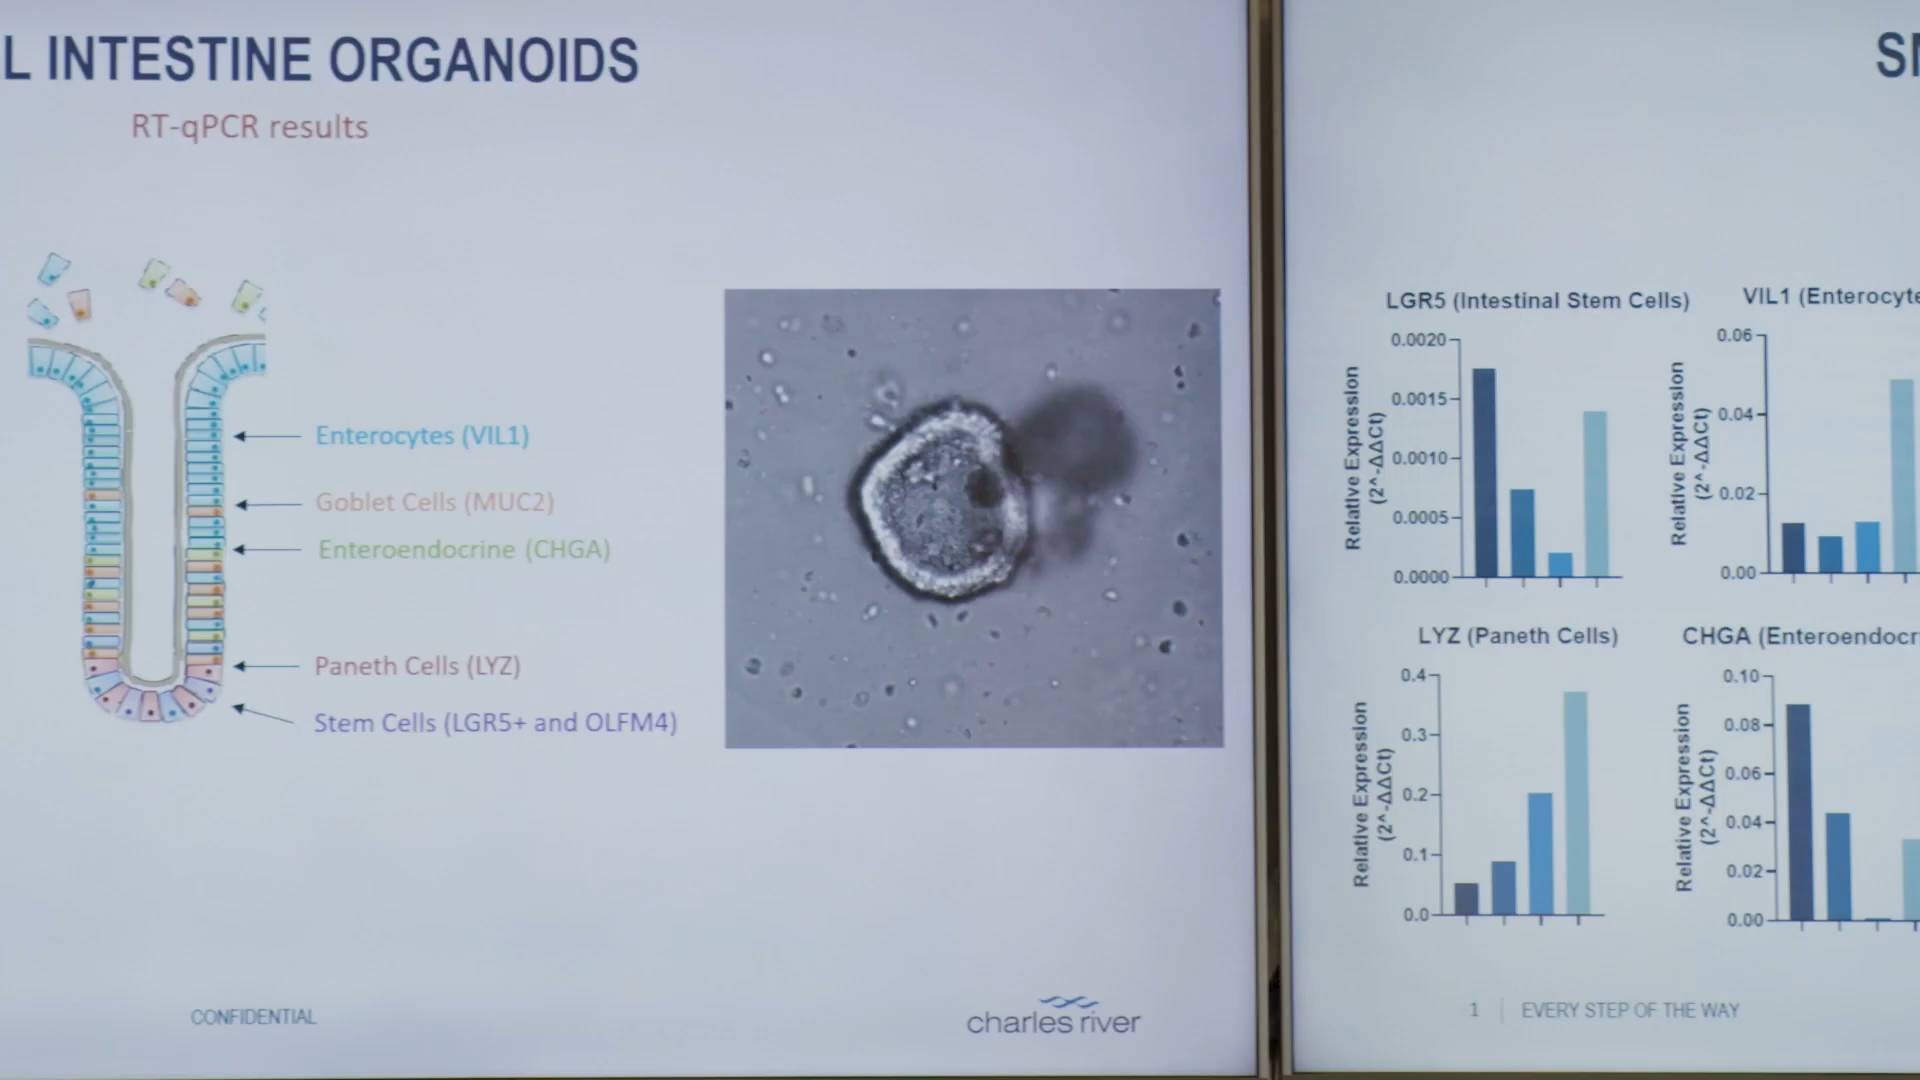 L INTESTINE ORGANOIDS
RT-qPCR results
Enterocytes (VIL1)
Goblet Cells (MUC2)
Enteroendocrine (CHGA)
Paneth Cells (LYZ)
Stem Cells (LGR5+ and OLFM4)
CONFIDENTIAL
charles river
SN
LGR5 (Intestinal Stem Cells)
Relative Expression
(2^-ΔΔCt)
0.0020
0.0015
0.0010
0.0005
0.0000
VIL1 (Enterocyte
Relative Expression
(2^-ΔΔCt)
0.06
0.04
0.02
0.00
LYZ (Paneth Cells)
Relative Expression
(2^-ΔΔCt)
0.4
0.3
0.2
0.1
0.0
CHGA (Enteroendocr
Relative Expression
(2^-ΔΔCt)
0.10
0.08
0.06
0.04
0.02
0.00
1
EVERY STEP OF THE WAY